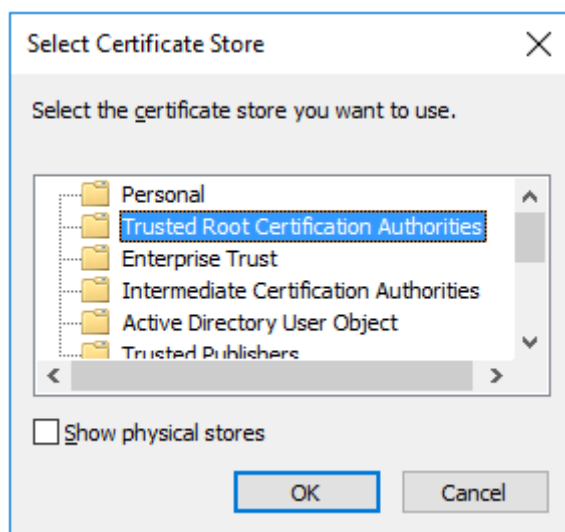 Select Certificate Store
Select the certificate store you want to use.
Personal
Trusted Root Certification Authorities
Enterprise Trust
Intermediate Certification Authorities
Active Directory User Object
Trusted Publishers
Show physical stores
OK
Cancel